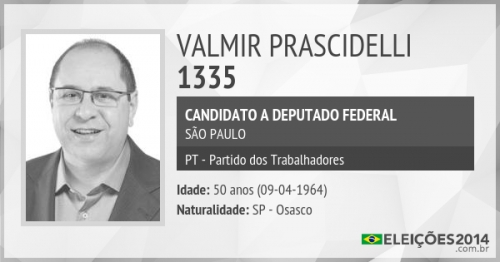 VALMIR PRASCIDELLI
1335
CANDIDATO A DEPUTADO FEDERAL
SÃO PAULO
PT - Partido dos Trabalhadores
Idade: 50 anos (09-04-1964)
Naturalidade: SP - Osasco
ELEIÇÕES2014
.com.br